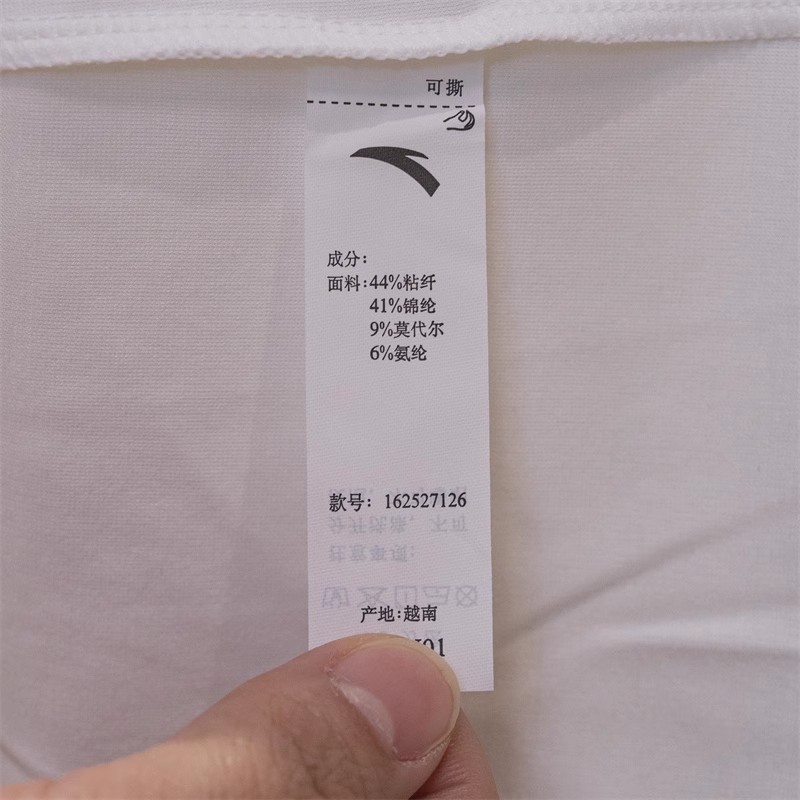 可撕
成分：
面料:44%粘纤
41%锦纶
9%莫代尔
6%氨纶
款号：162527126
产地:越南